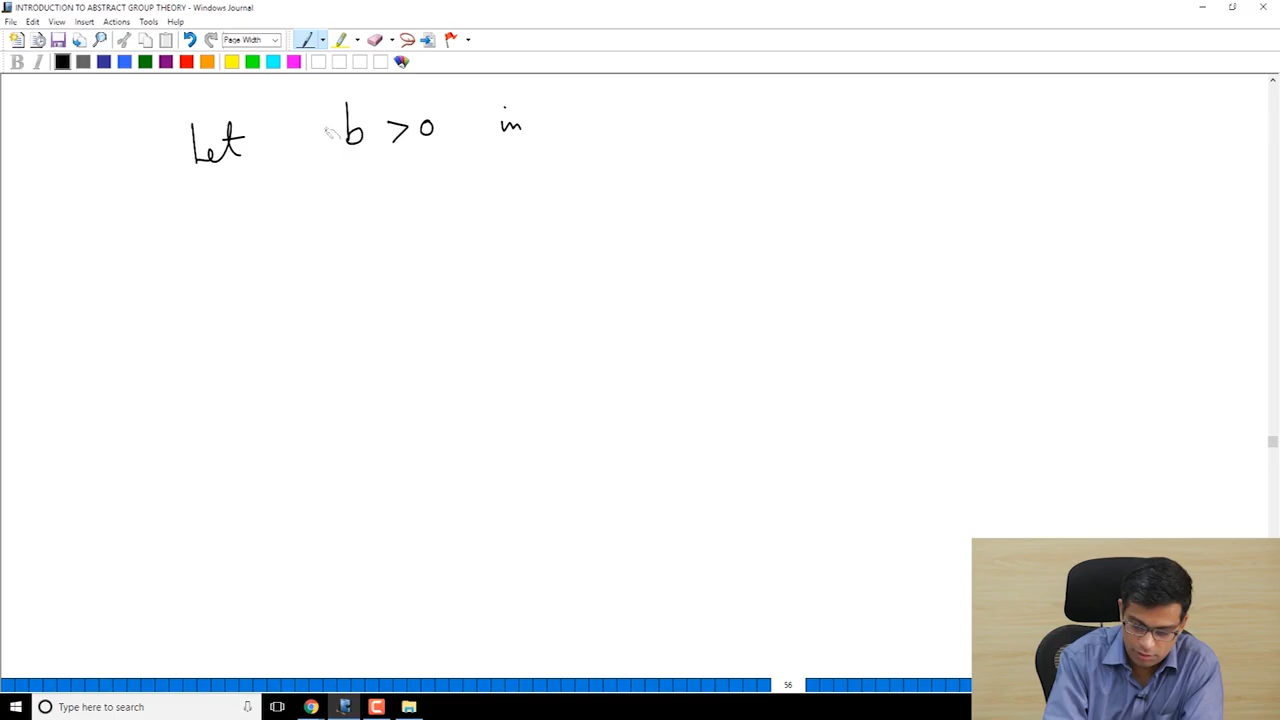 INTRODUCTION TO ABSTRACT GROUP THEORY - Windows Journal
File Edit View Insert Actions Tools Help
Page Width
B I
Let b > 0 in
56
Type here to search